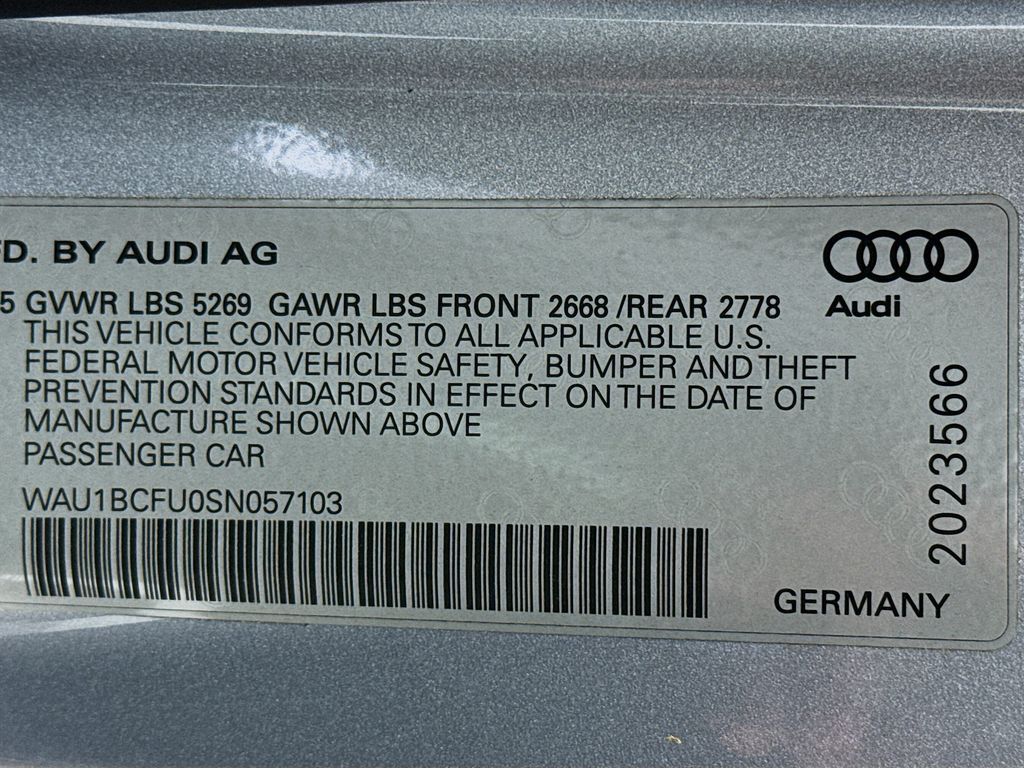 FD. BY AUDI AG
5 GVWR LBS 5269 GAWR LBS FRONT 2668 /REAR 2778
THIS VEHICLE CONFORMS TO ALL APPLICABLE U.S.
FEDERAL MOTOR VEHICLE SAFETY, BUMPER AND THEFT
PREVENTION STANDARDS IN EFFECT ON THE DATE OF
MANUFACTURE SHOWN ABOVE
PASSENGER CAR
WAU1BCFU0SN057103
Audi
2023566
GERMANY